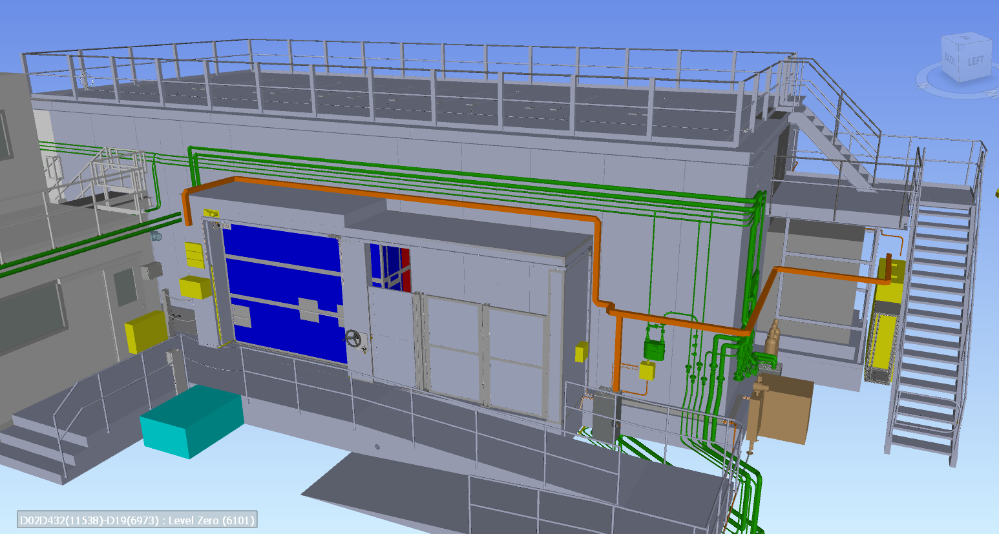 BACK
LEFT
D02D432(11538)-D19(6973) : Level Zero (6101)